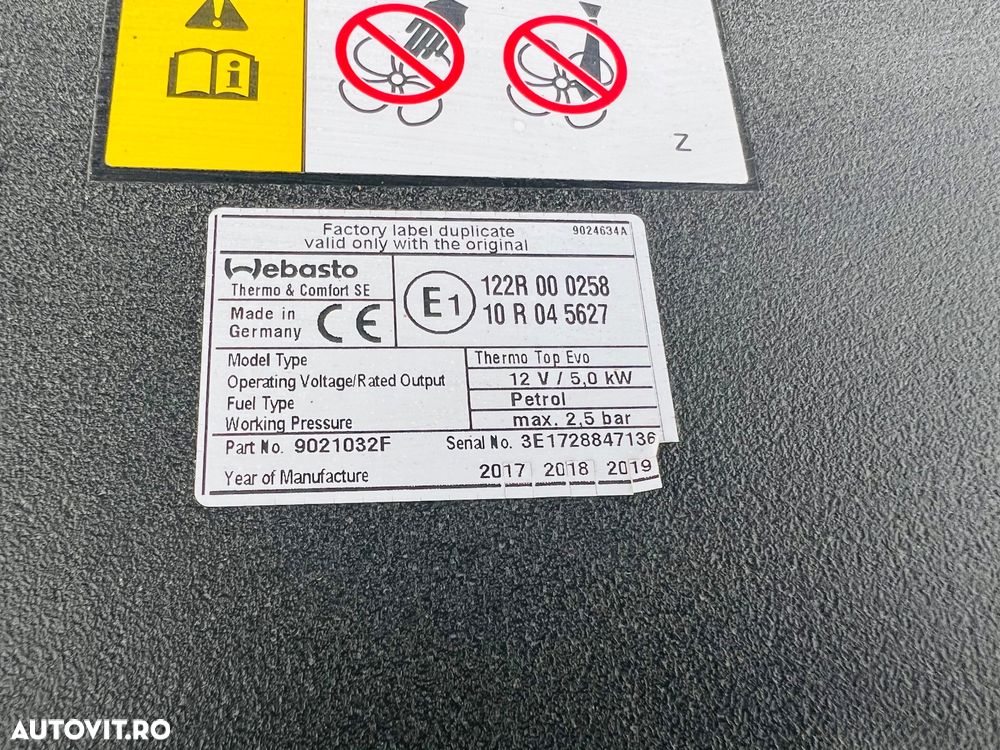 Z
Factory label duplicate
valid only with the original
9024634A
Webasto
Thermo & Comfort SE
Made in
Germany
CE
E1
122R 00 0258
10 R 04 5627
Model Type Thermo Top Evo
Operating Voltage/Rated Output 12 V / 5,0 kW
Fuel Type Petrol
Working Pressure max. 2,5 bar
Part No. 9021032F Serial No. 3E1728847136
Year of Manufacture 2017 2018 2019
AUTOVIT.RO